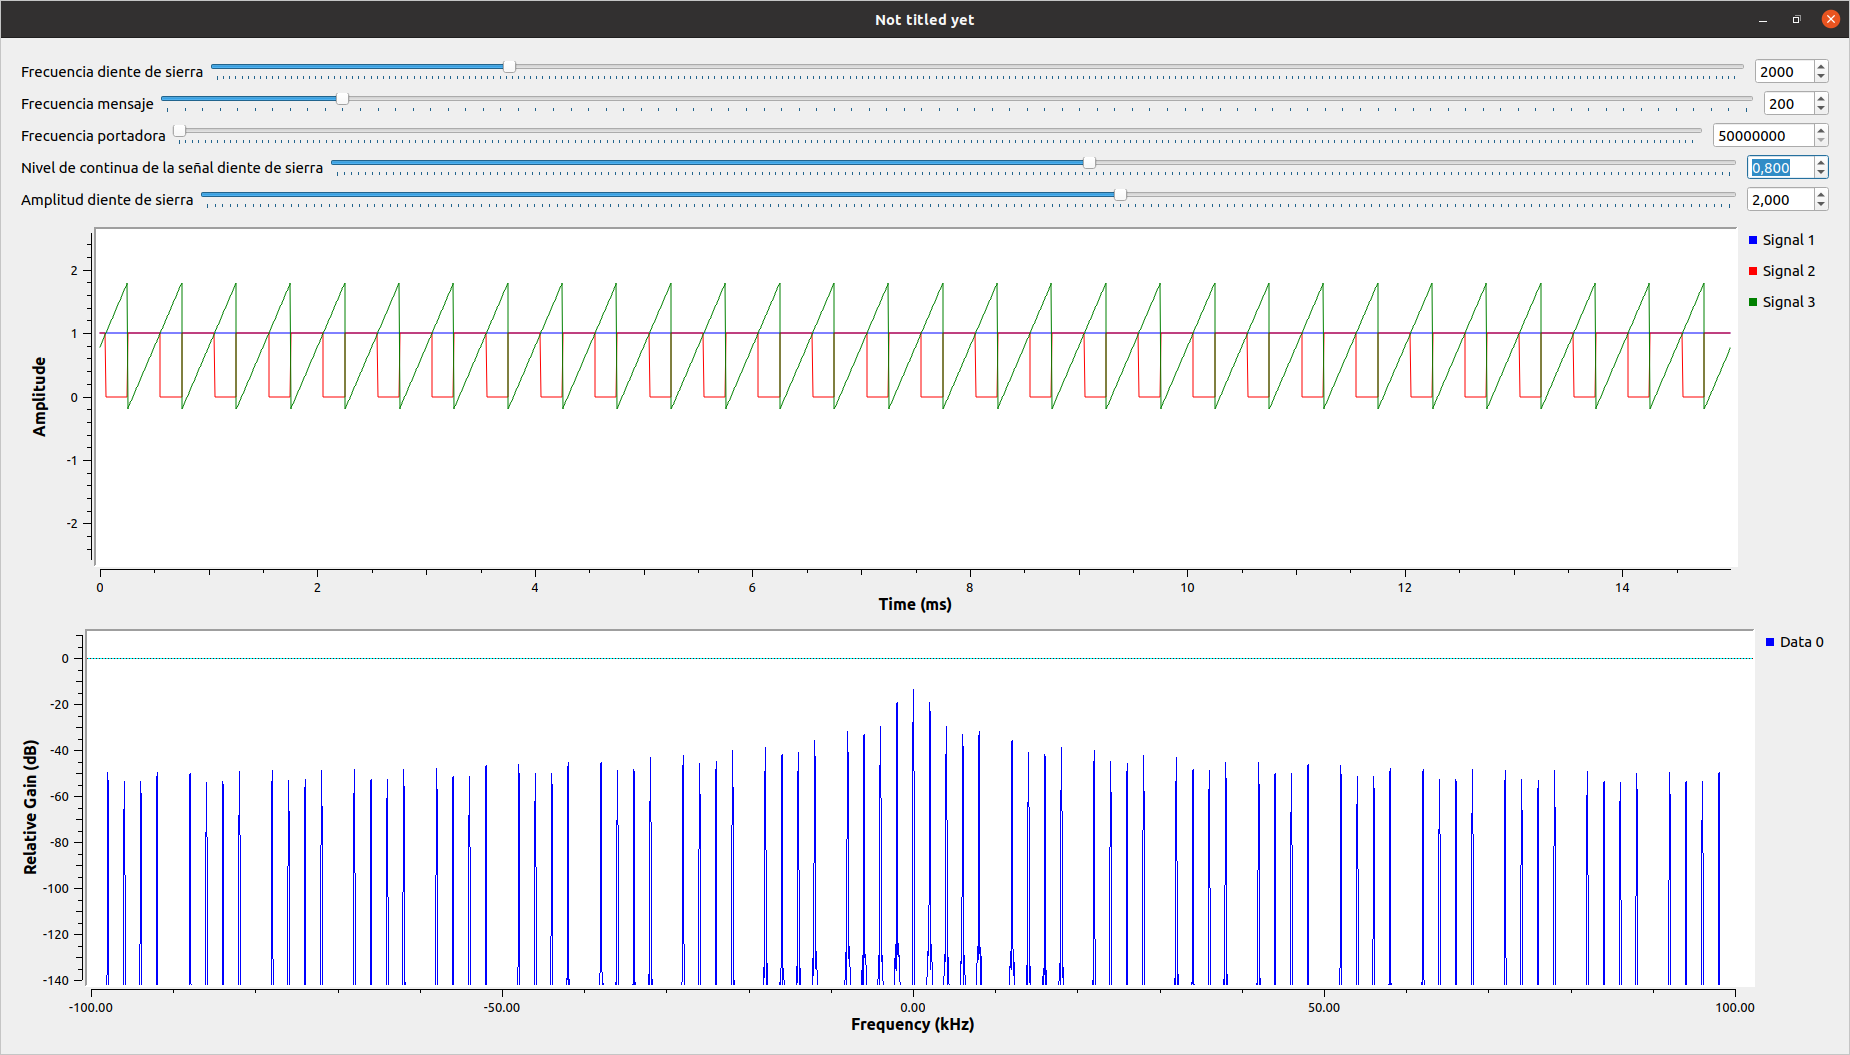 Not titled yet
Frecuencia diente de sierra 2000
Frecuencia mensaje 200
Frecuencia portadora 50000000
Nivel de continua de la señal diente de sierra 0,800
Amplitud diente de sierra 2,000
Signal 1
Signal 2
Signal 3
Amplitude
2
1
0
-1
-2
0 2 4 6 8 10 12 14
Time (ms)
Data 0
Relative Gain (dB)
0
-20
-40
-60
-80
-100
-120
-140
-100.00 -50.00 0.00 50.00 100.00
Frequency (kHz)